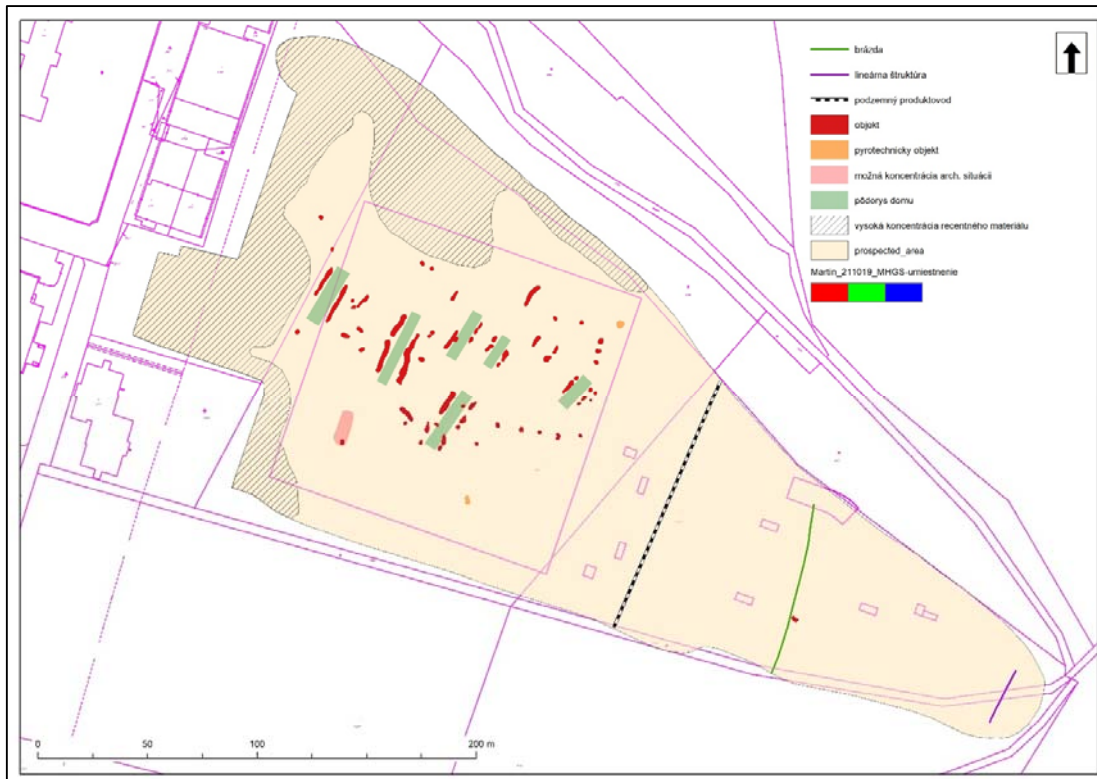 brázda
lineárna štruktúra
podzemný produktovod
objekt
pyrotechnicky objekt
možná koncentrácia arch. situácií
pôdorys domu
vysoká koncentrácia recentného materiálu
prospected_area
Martin_211019_MHGS-umiestnenie
0 50 100 200 m